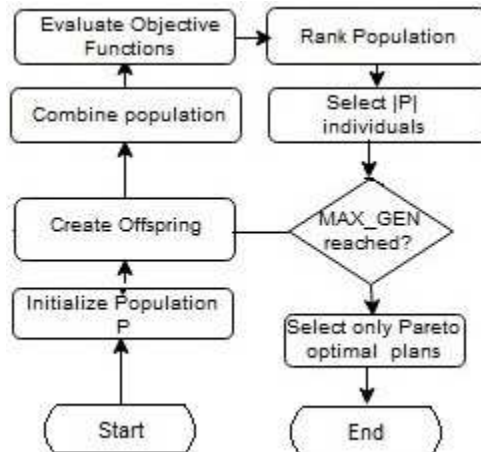 Evaluate Objective
Functions
Rank Population
Combine population
Select |P|
individuals
Create Offspring
MAX_GEN
reached?
Initialize Population
P
Select only Pareto
optimal plans
Start
End